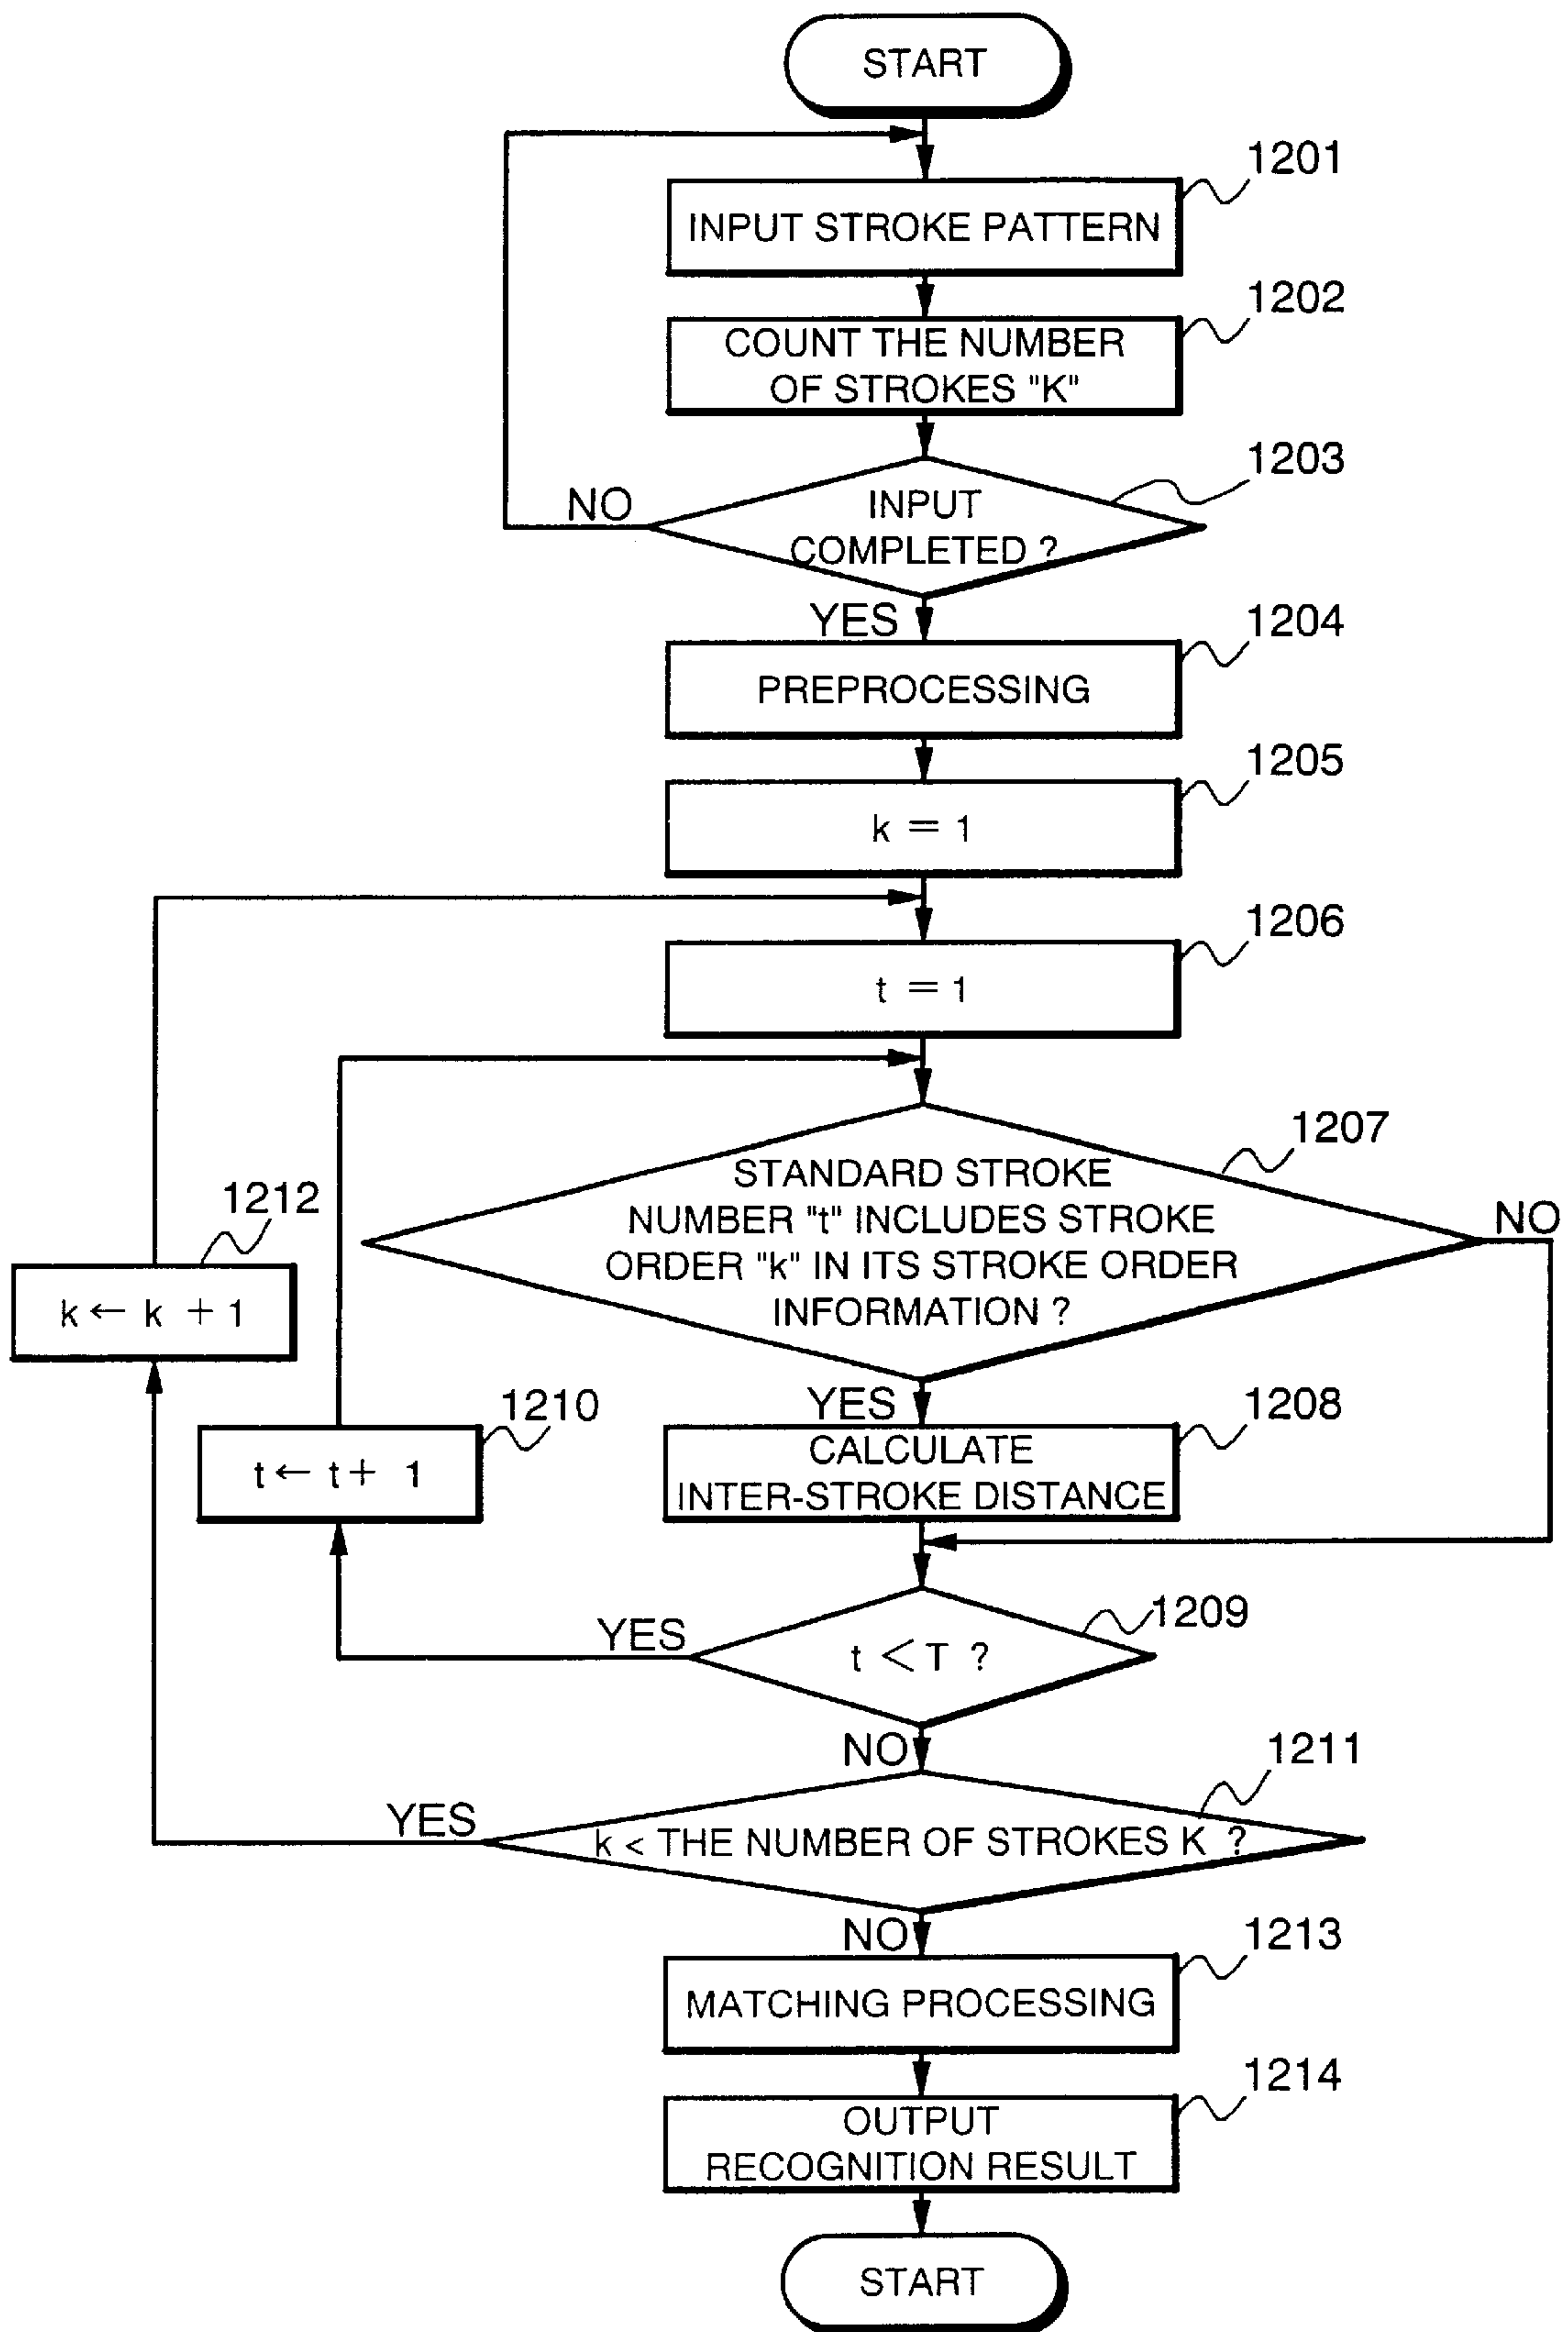 START
1201
INPUT STROKE PATTERN
1202
COUNT THE NUMBER
OF STROKES "K"
1203
NO
INPUT
COMPLETED ?
YES
1204
PREPROCESSING
1205
k = 1
1206
t = 1
1207
STANDARD STROKE
NUMBER "t" INCLUDES STROKE
ORDER "k" IN ITS STROKE ORDER
INFORMATION ?
NO
1212
k ← k + 1
YES
1210
t ← t + 1
1208
CALCULATE
INTER-STROKE DISTANCE
1209
YES
t < T ?
NO
1211
YES
k < THE NUMBER OF STROKES K ?
NO
1213
MATCHING PROCESSING
1214
OUTPUT
RECOGNITION RESULT
START